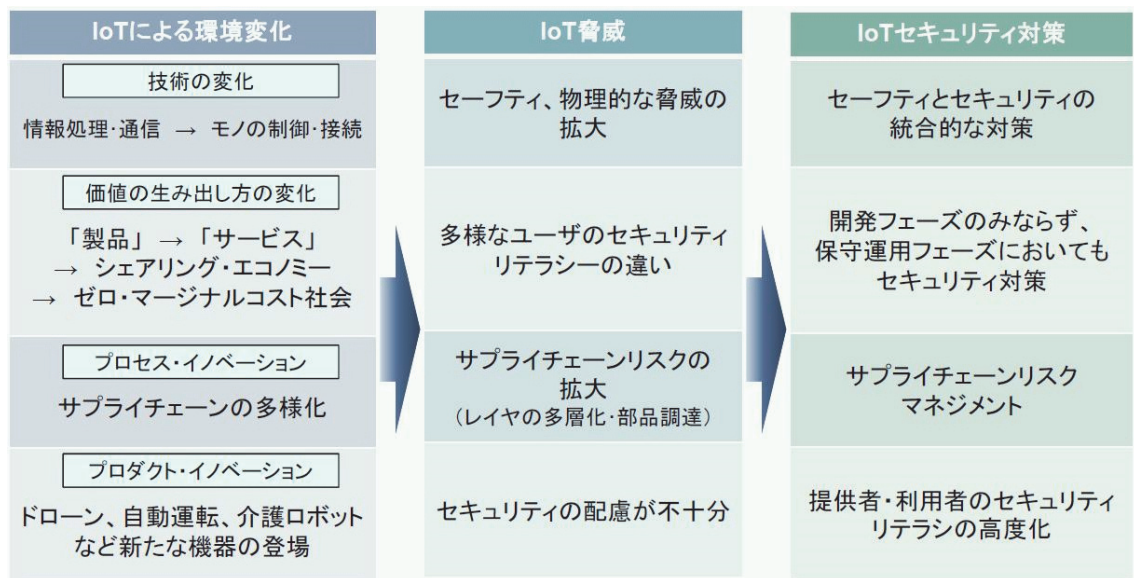 IoTによる環境変化
技術の変化
情報処理・通信 → モノの制御・接続
価値の生み出し方の変化
「製品」 → 「サービス」
→ シェアリング・エコノミー
→ ゼロ・マージナルコスト社会
プロセス・イノベーション
サプライチェーンの多様化
プロダクト・イノベーション
ドローン、自動運転、介護ロボット
など新たな機器の登場
IoT脅威
セーフティ、物理的な脅威の
拡大
多様なユーザのセキュリティ
リテラシーの違い
サプライチェーンリスクの
拡大
（レイヤの多層化・部品調達）
セキュリティの配慮が不十分
IoTセキュリティ対策
セーフティとセキュリティの
統合的な対策
開発フェーズのみならず、
保守運用フェーズにおいても
セキュリティ対策
サプライチェーンリスク
マネジメント
提供者・利用者のセキュリティ
リテラシの高度化